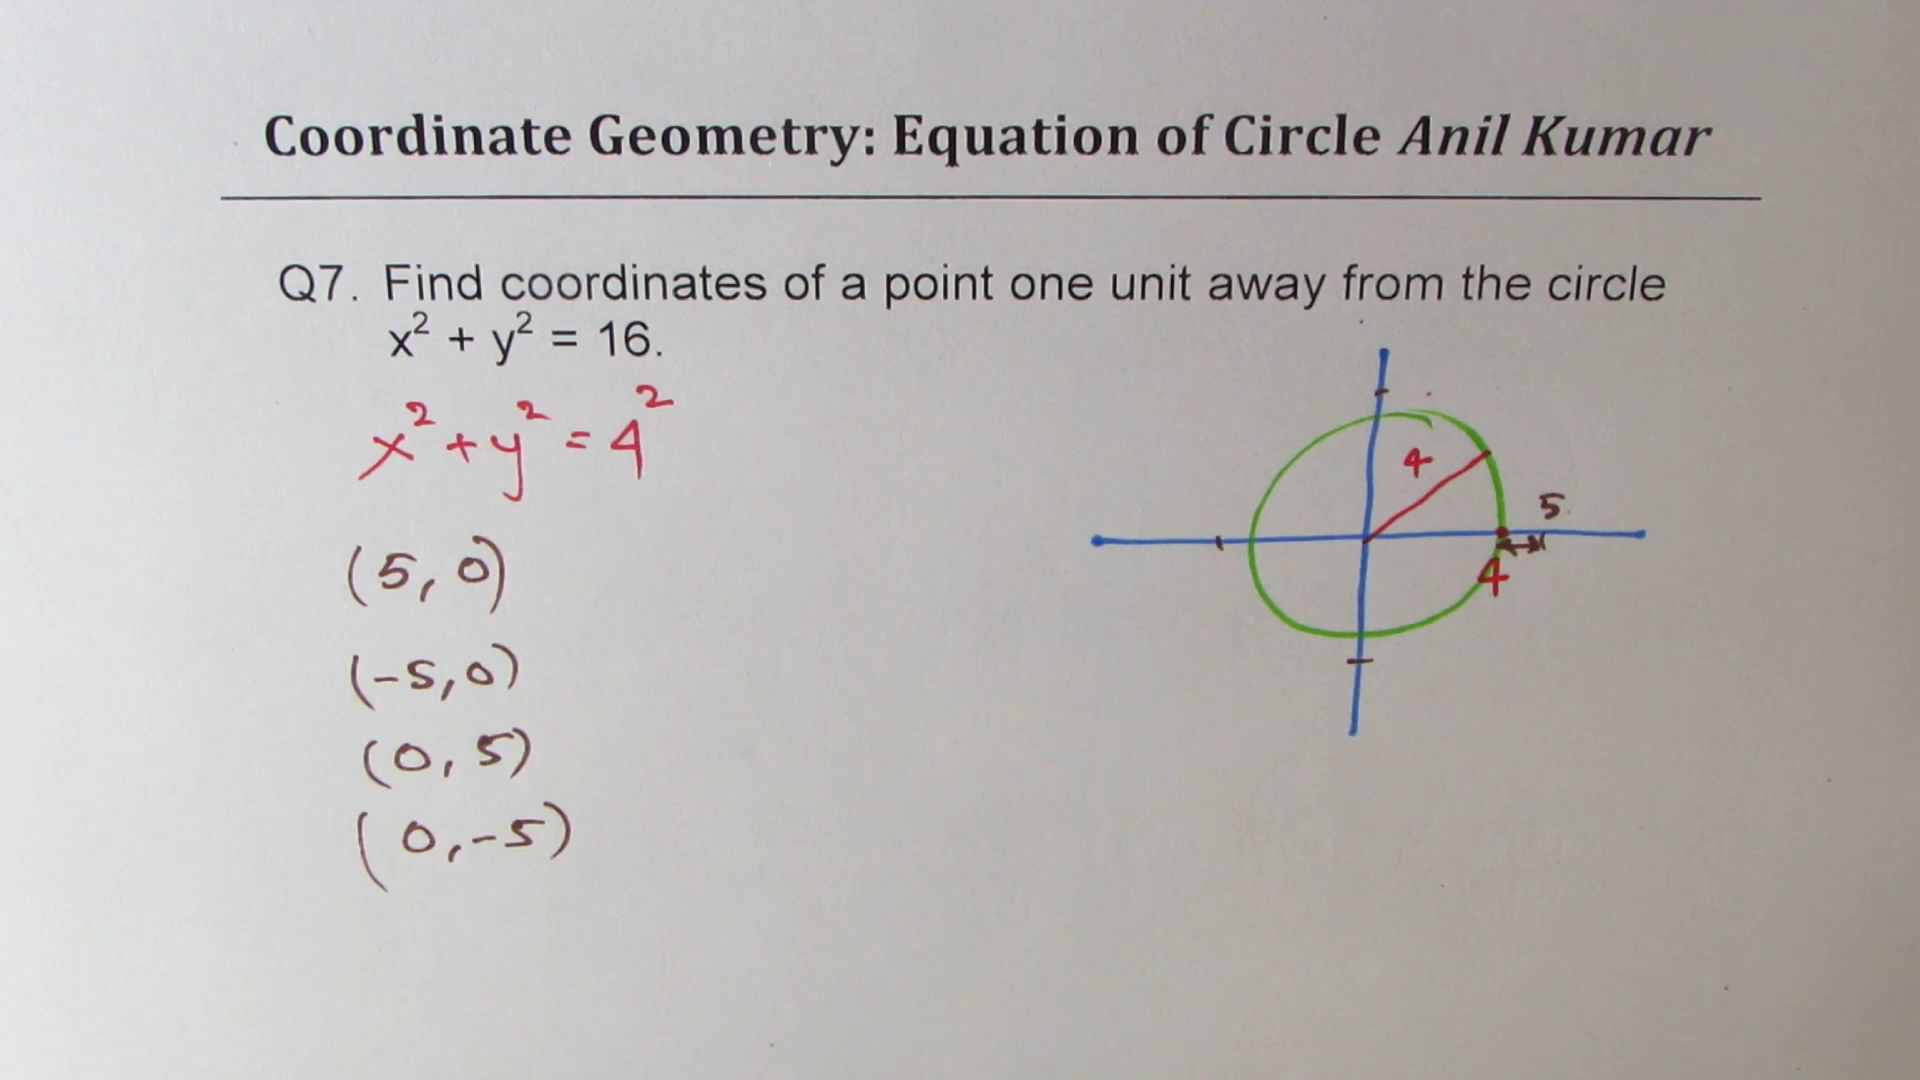 Coordinate Geometry: Equation of Circle Anil Kumar
Q7. Find coordinates of a point one unit away from the circle
x² + y² = 16.
x² + y² = 4²
4
5
4
(5, 0)
(-5, 0)
(0, 5)
(0, -5)